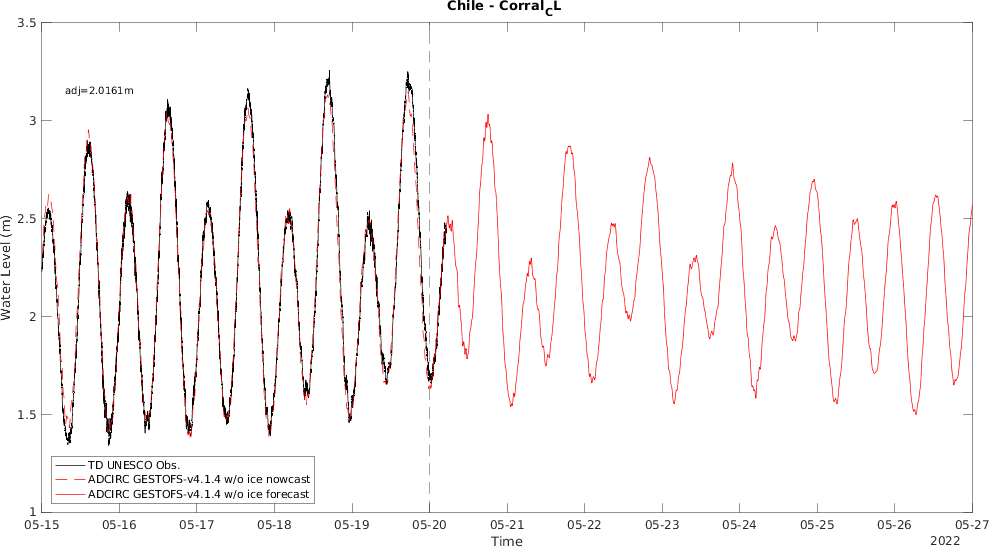 Chile - Corral_CL
3.5
adj=2.0161m
3
2.5
Water Level (m)
2
1.5
TD UNESCO Obs.
ADCIRC GESTOFS-v4.1.4 w/o ice nowcast
ADCIRC GESTOFS-v4.1.4 w/o ice forecast
1
05-15 05-16 05-17 05-18 05-19 05-20 05-21 05-22 05-23 05-24 05-25 05-26 05-27
Time
2022